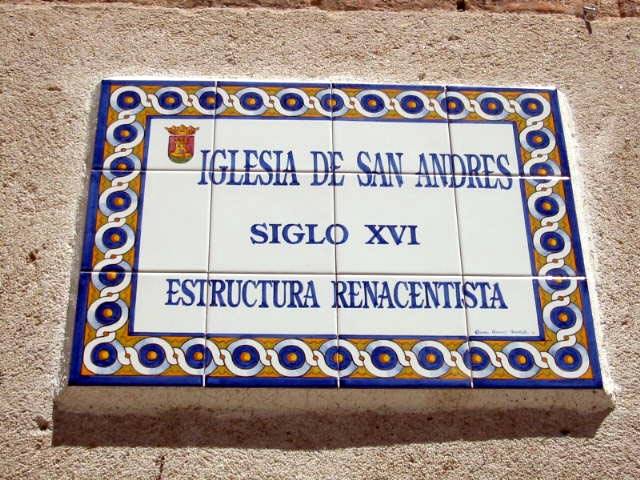 IGLESIA DE SAN ANDRES
SIGLO XVI
ESTRUCTURA RENACENTISTA